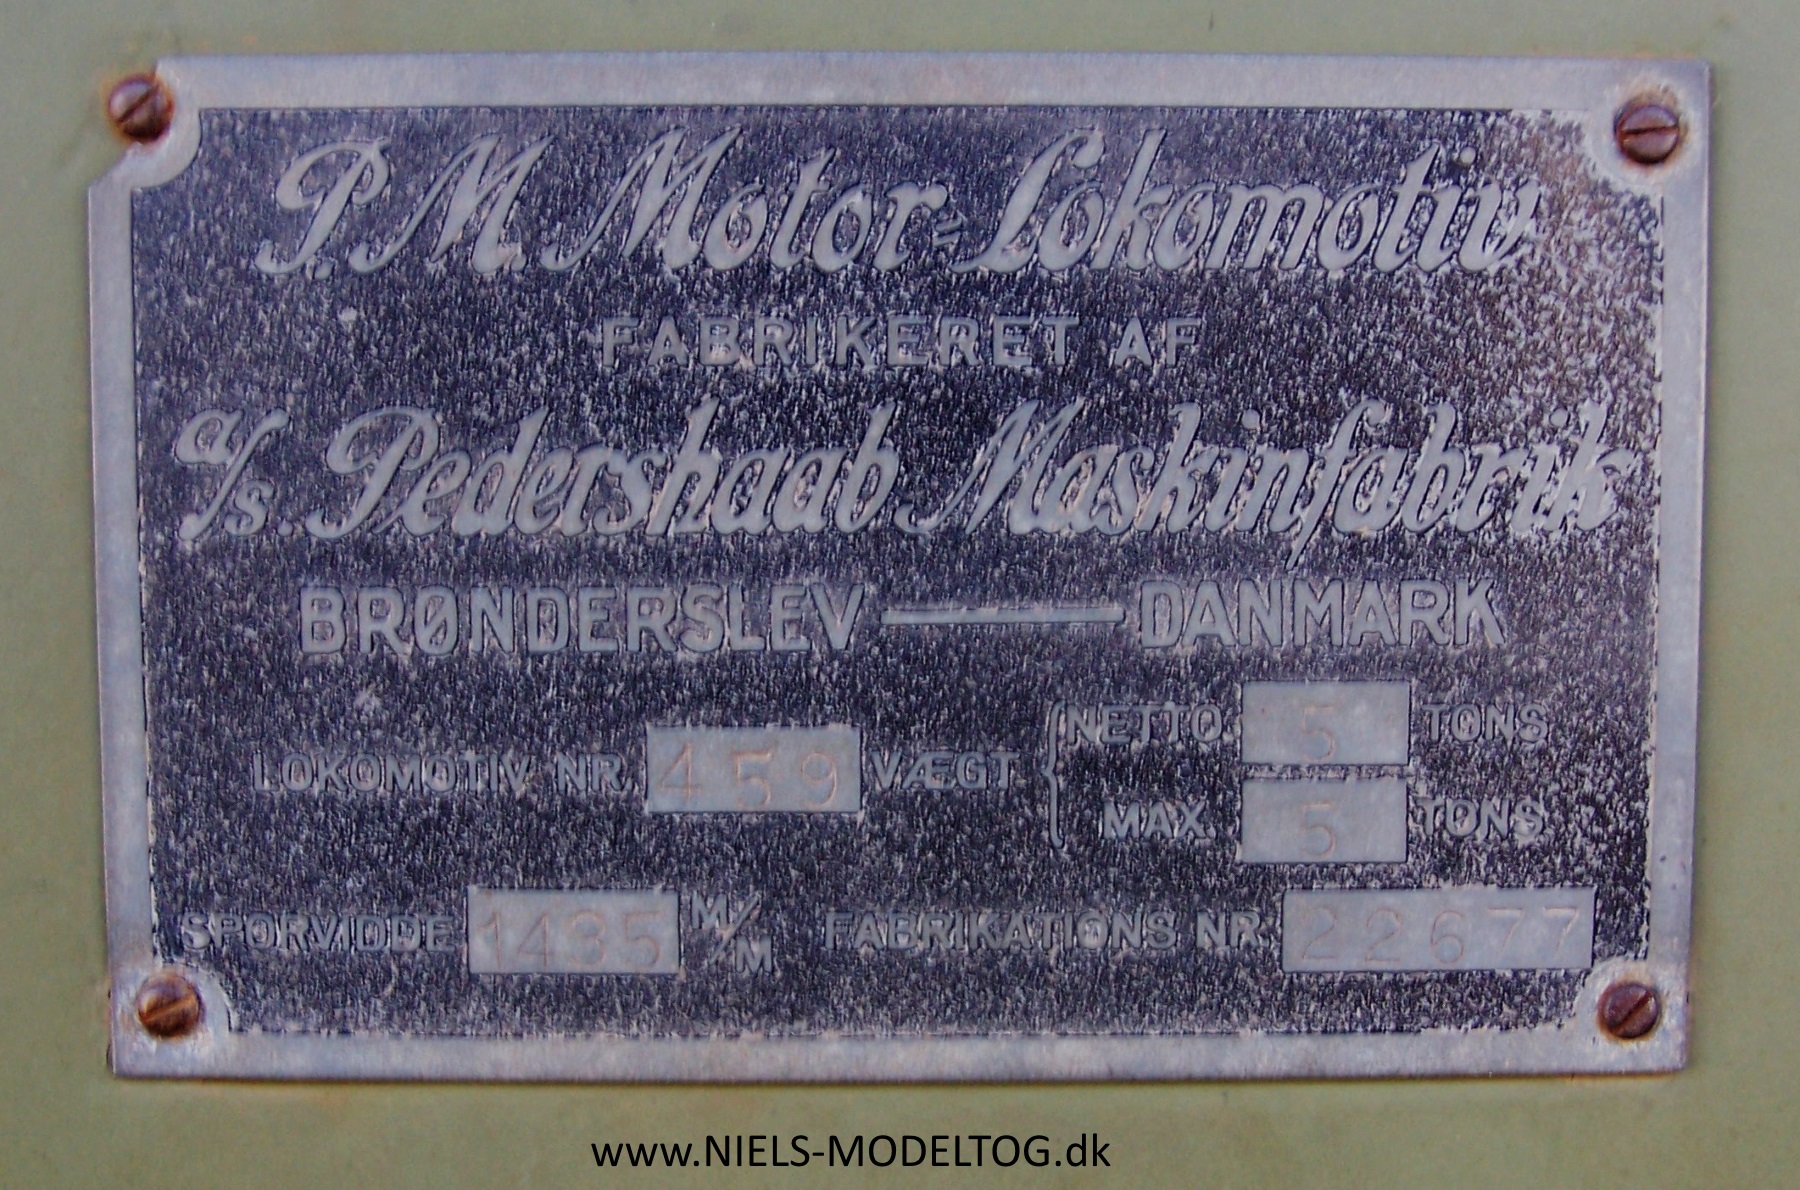 P.M. Motor=Lokomotiv
FABRIKERET AF
a/s. Pedershaab Maskinfabrik
BRØNDERSLEV — DANMARK
LOKOMOTIV NR. 459 VÆGT { NETTO 5 TONS
MAX. 5 TONS
SPORVIDDE 1435 M/M FABRIKATIONS NR. 22677
www.NIELS-MODELTOG.dk